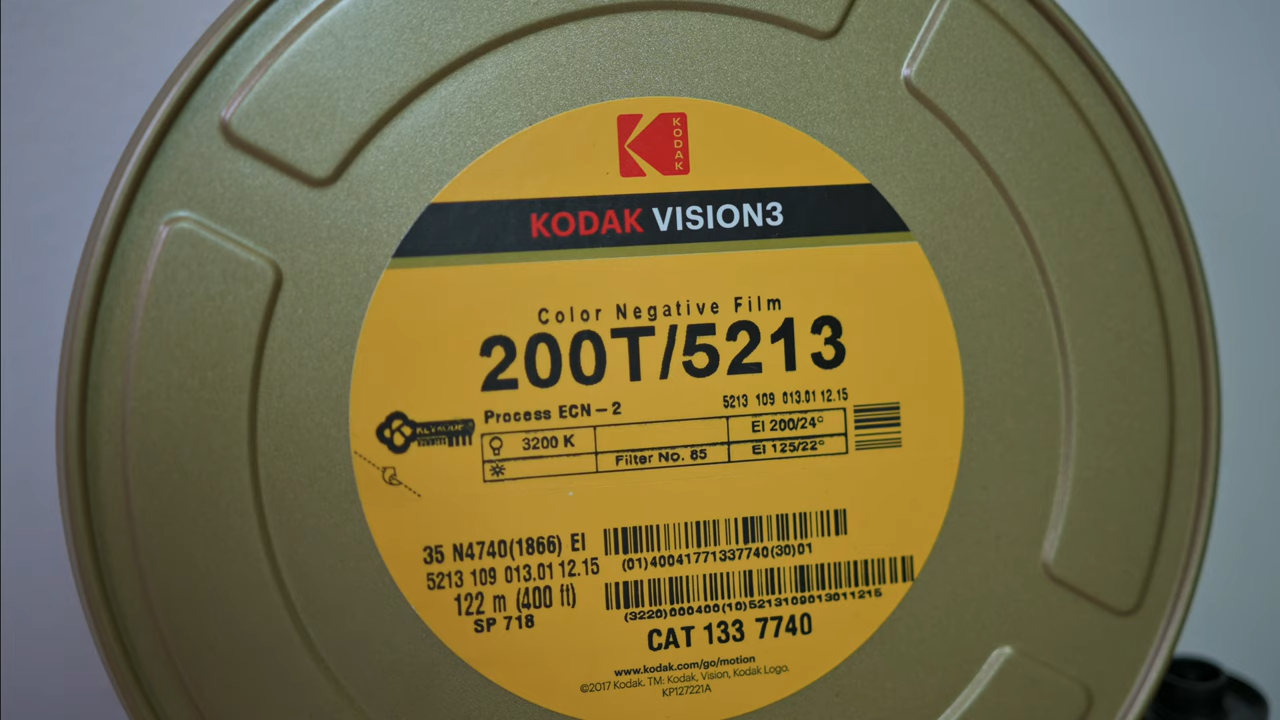 KODAK
KODAK VISION3
Color Negative Film
200T/5213
Process ECN – 2
5213 109 013.01 12.15
KEYKODE
3200 K
EI 200/24°
Filter No. 85
EI 125/22°
35 N4740(1866) EI
(01)40041771337740(30)01
5213 109 013.01 12.15
122 m (400 ft)
(3220)000400(10)5213109013011215
SP 718
CAT 133 7740
www.kodak.com/go/motion
©2017 Kodak. TM: Kodak, Vision, Kodak Logo.
KP127221A